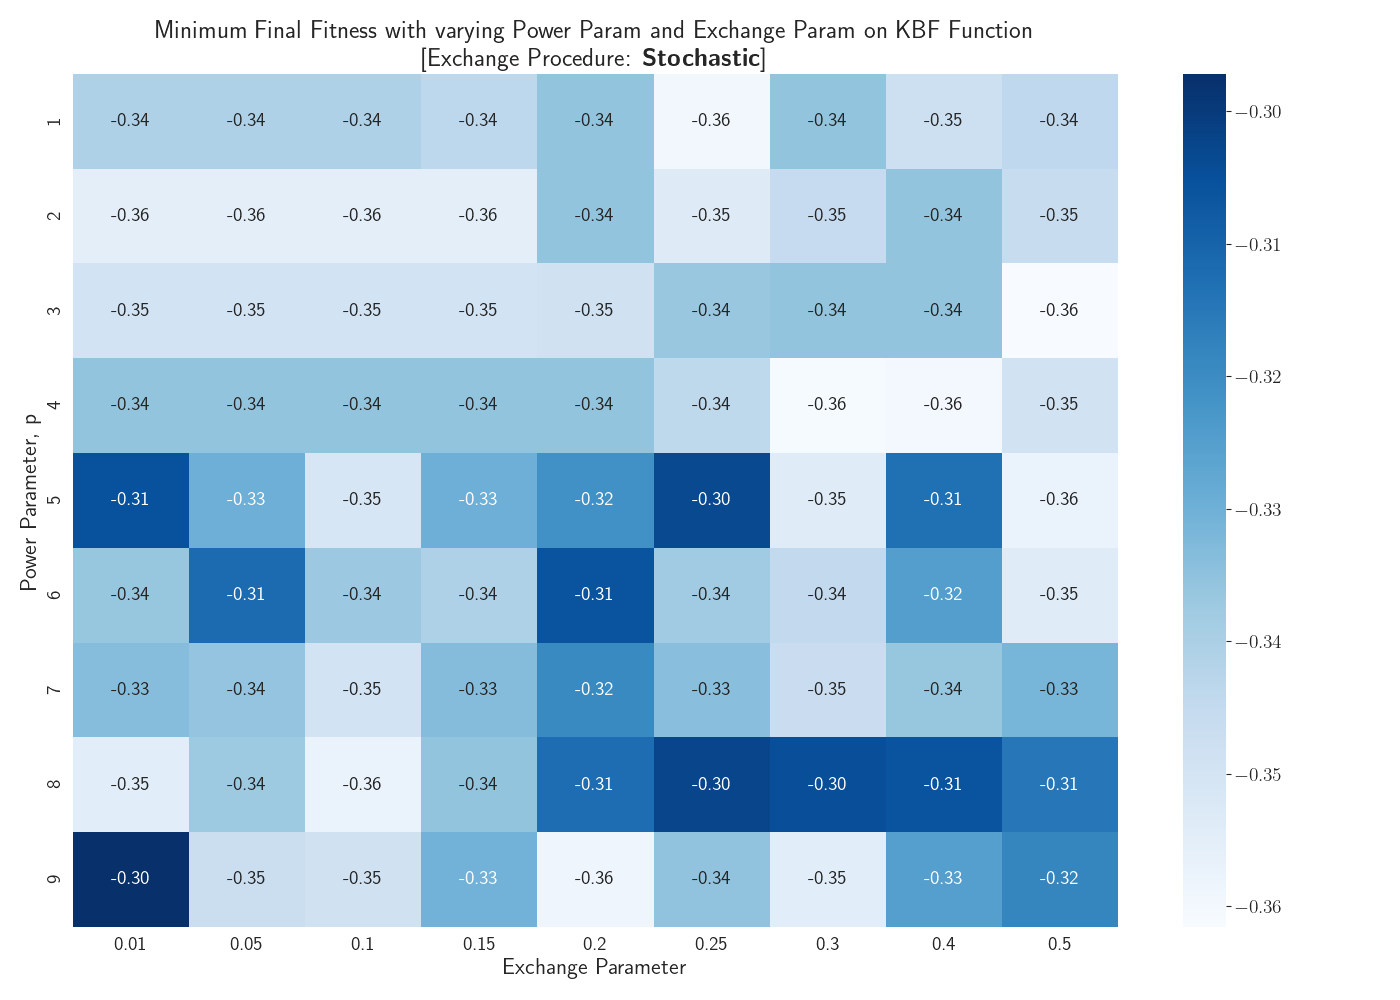 Minimum Final Fitness with varying Power Param and Exchange Param on KBF Function
[Exchange Procedure: Stochastic]
1 -0.34 -0.34 -0.34 -0.34 -0.34 -0.36 -0.34 -0.35 -0.34
2 -0.36 -0.36 -0.36 -0.36 -0.34 -0.35 -0.35 -0.34 -0.35
3 -0.35 -0.35 -0.35 -0.35 -0.35 -0.34 -0.34 -0.34 -0.36
4 -0.34 -0.34 -0.34 -0.34 -0.34 -0.34 -0.36 -0.36 -0.35
5 -0.31 -0.33 -0.35 -0.33 -0.32 -0.30 -0.35 -0.31 -0.36
6 -0.34 -0.31 -0.34 -0.34 -0.31 -0.34 -0.34 -0.32 -0.35
7 -0.33 -0.34 -0.35 -0.33 -0.32 -0.33 -0.35 -0.34 -0.33
8 -0.35 -0.34 -0.36 -0.34 -0.31 -0.30 -0.30 -0.31 -0.31
9 -0.30 -0.35 -0.35 -0.33 -0.36 -0.34 -0.35 -0.33 -0.32
0.01 0.05 0.1 0.15 0.2 0.25 0.3 0.4 0.5
Exchange Parameter
Power Parameter, p
−0.30
−0.31
−0.32
−0.33
−0.34
−0.35
−0.36